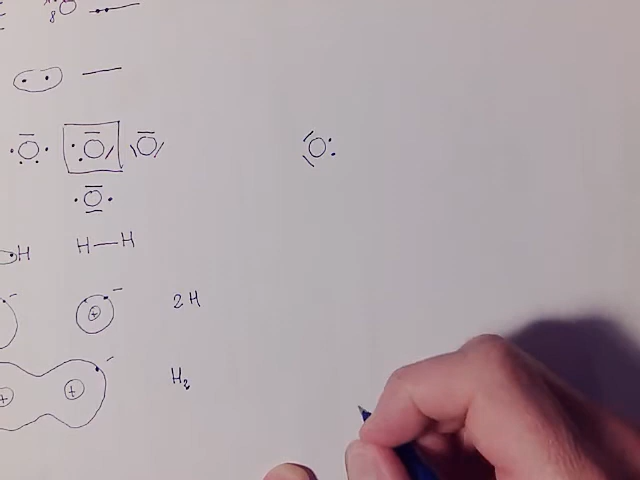 8 O
O O O O
O
H H — H
+ 2 H
+ + H₂